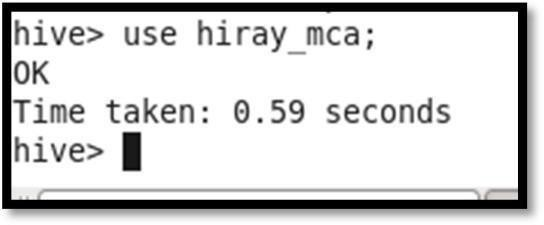 hive> use hiray_mca;
OK
Time taken: 0.59 seconds
hive>